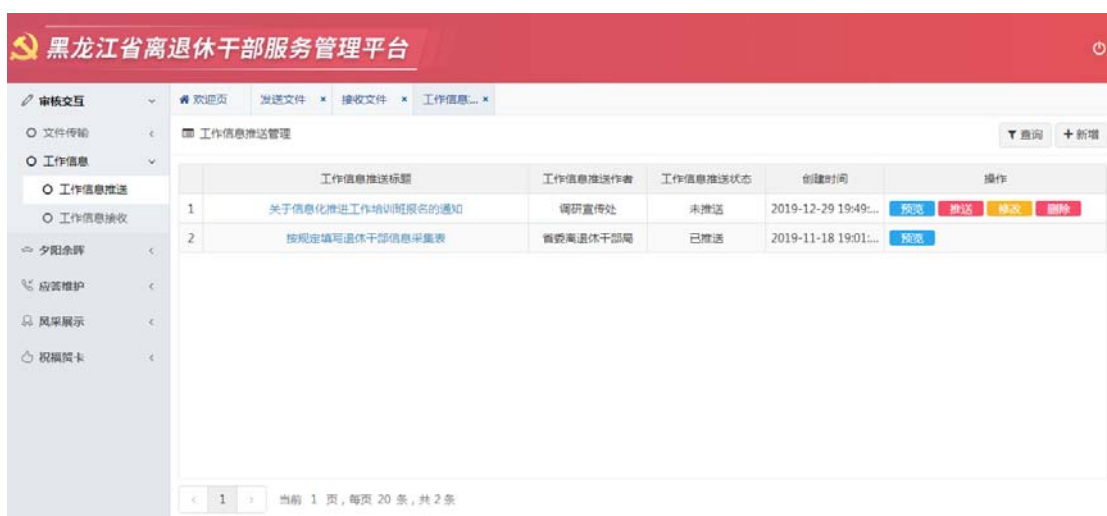 黑龙江省离退休干部服务管理平台
审核交互
文件传输
工作信息
工作信息推送
工作信息接收
夕阳余晖
应答维护
风采展示
祝福贺卡
欢迎页 发送文件 × 接收文件 × 工作信息... ×
工作信息推送管理 查询 新增
工作信息推送标题 工作信息推送作者 工作信息推送状态 创建时间 操作
1 关于信息化推进工作培训班报名的通知 调研宣传处 未推送 2019-12-29 19:49:... 预览 推送 修改 删除
2 按规定填写退休干部信息采集表 省委离退休干部局 已推送 2019-11-18 19:01:... 预览
1 当前 1 页,每页 20 条,共 2 条